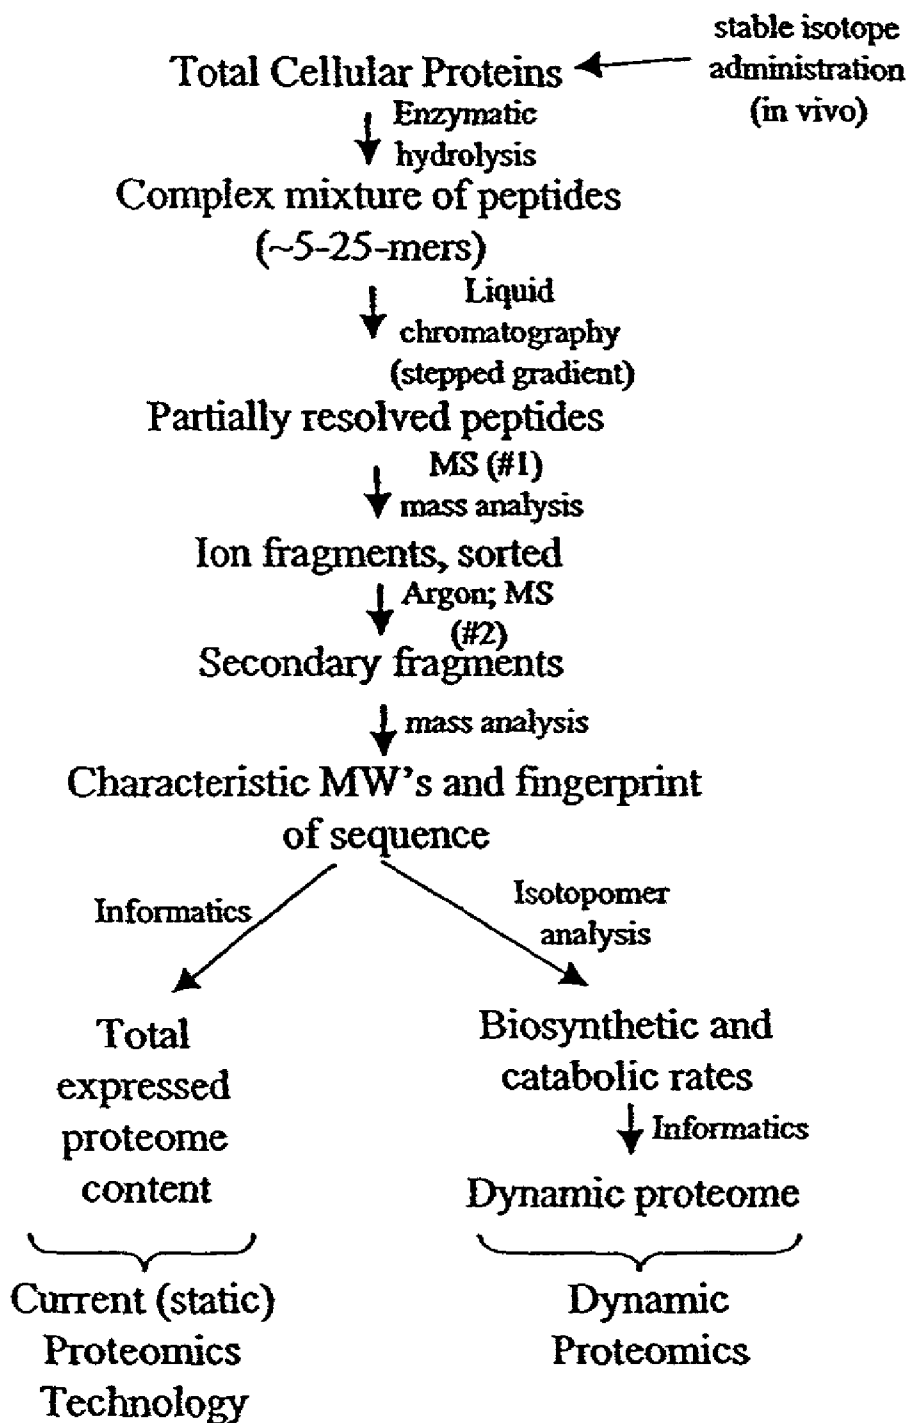 stable isotope
administration
(in vivo)
Total Cellular Proteins
Enzymatic
hydrolysis
Complex mixture of peptides
(~5-25-mers)
Liquid
chromatography
(stepped gradient)
Partially resolved peptides
MS (#1)
mass analysis
Ion fragments, sorted
Argon; MS
(#2)
Secondary fragments
mass analysis
Characteristic MW's and fingerprint
of sequence
Informatics
Isotopomer
analysis
Total
expressed
proteome
content
Biosynthetic and
catabolic rates
Informatics
Dynamic proteome
Current (static)
Proteomics
Technology
Dynamic
Proteomics